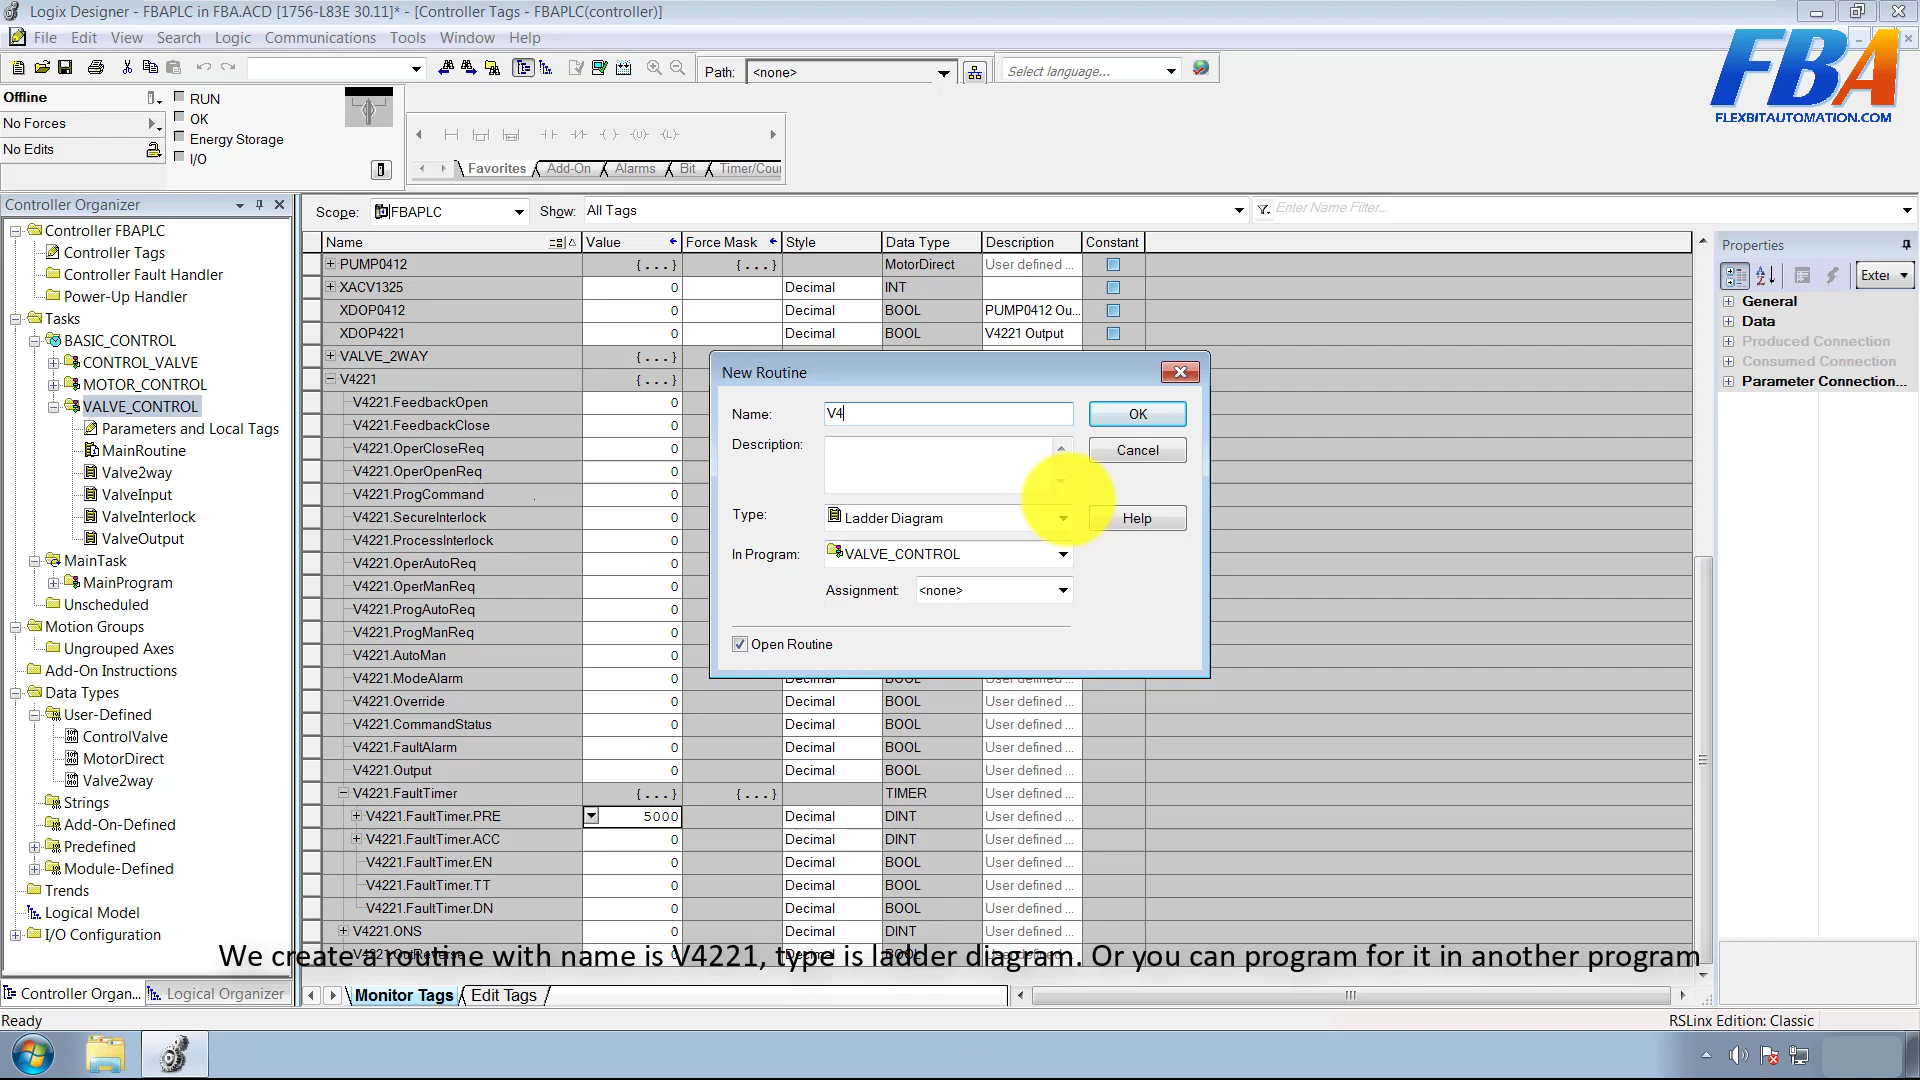 Logix Designer - FBAPLC in FBA.ACD [1756-L83E 30.11]* - [Controller Tags - FBAPLC(controller)]
File Edit View Search Logic Communications Tools Window Help
Path: <none> Select language...
FBA
FLEXBITAUTOMATION.COM
Offline
RUN
No Forces
OK
No Edits
Energy Storage
I/O
Favorites Add-On Alarms Bit Timer/Cou
Controller Organizer
Controller FBAPLC
Controller Tags
Controller Fault Handler
Power-Up Handler
Tasks
BASIC_CONTROL
CONTROL_VALVE
MOTOR_CONTROL
VALVE_CONTROL
Parameters and Local Tags
MainRoutine
Valve2way
ValveInput
ValveInterlock
ValveOutput
MainTask
MainProgram
Unscheduled
Motion Groups
Ungrouped Axes
Add-On Instructions
Data Types
User-Defined
ControlValve
MotorDirect
Valve2way
Strings
Add-On-Defined
Predefined
Module-Defined
Trends
Logical Model
I/O Configuration
Controller Organ... Logical Organizer
Scope: FBAPLC Show: All Tags Enter Name Filter...
Name Value Force Mask Style Data Type Description Constant
PUMP0412 {...} {...} MotorDirect User defined ...
XACV1325 0 Decimal INT
XDOP0412 0 Decimal BOOL PUMP0412 Ou...
XDOP4221 0 Decimal BOOL V4221 Output
VALVE_2WAY {...}
V4221 {...}
V4221.FeedbackOpen 0
V4221.FeedbackClose 0
V4221.OperCloseReq 0
V4221.OperOpenReq 0
V4221.ProgCommand 0
V4221.SecureInterlock 0
V4221.ProcessInterlock 0
V4221.OperAutoReq 0
V4221.OperManReq 0
V4221.ProgAutoReq 0
V4221.ProgManReq 0
V4221.AutoMan 0
V4221.ModeAlarm 0
V4221.Override 0 Decimal BOOL User defined ...
V4221.CommandStatus 0 Decimal BOOL User defined ...
V4221.FaultAlarm 0 Decimal BOOL User defined ...
V4221.Output 0 Decimal BOOL User defined ...
V4221.FaultTimer {...} {...} TIMER User defined ...
V4221.FaultTimer.PRE 5000 Decimal DINT User defined ...
V4221.FaultTimer.ACC 0 Decimal DINT User defined ...
V4221.FaultTimer.EN 0 Decimal BOOL User defined ...
V4221.FaultTimer.TT 0 Decimal BOOL User defined ...
V4221.FaultTimer.DN 0 Decimal BOOL User defined ...
V4221.ONS 0 Decimal DINT User defined ...
Monitor Tags Edit Tags
New Routine
Name: V4 OK
Description: Cancel
Type: Ladder Diagram Help
In Program: VALVE_CONTROL
Assignment: <none>
Open Routine
Properties
Exter
General
Data
Produced Connection
Consumed Connection
Parameter Connection...
We create a routine with name is V4221, type is ladder diagram. Or you can program for it in another program
Ready RSLinx Edition: Classic